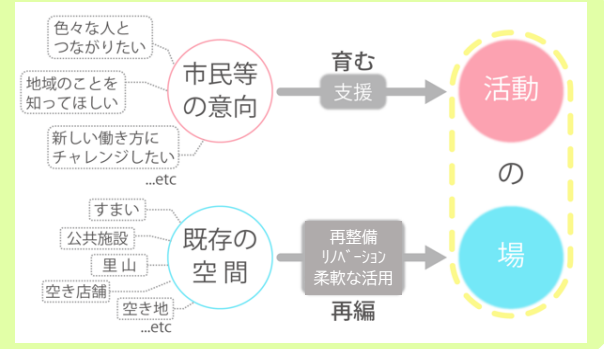 色々な人と
つながりたい
地域のことを
知ってほしい
新しい働き方に
チャレンジしたい
...etc
市民等
の意向
育む
支援
活動
の
場
すまい
公共施設
里山
空き店舗
空き地
...etc
既存の
空間
再整備
ﾘﾉﾍﾞｰｼｮﾝ
柔軟な活用
再編